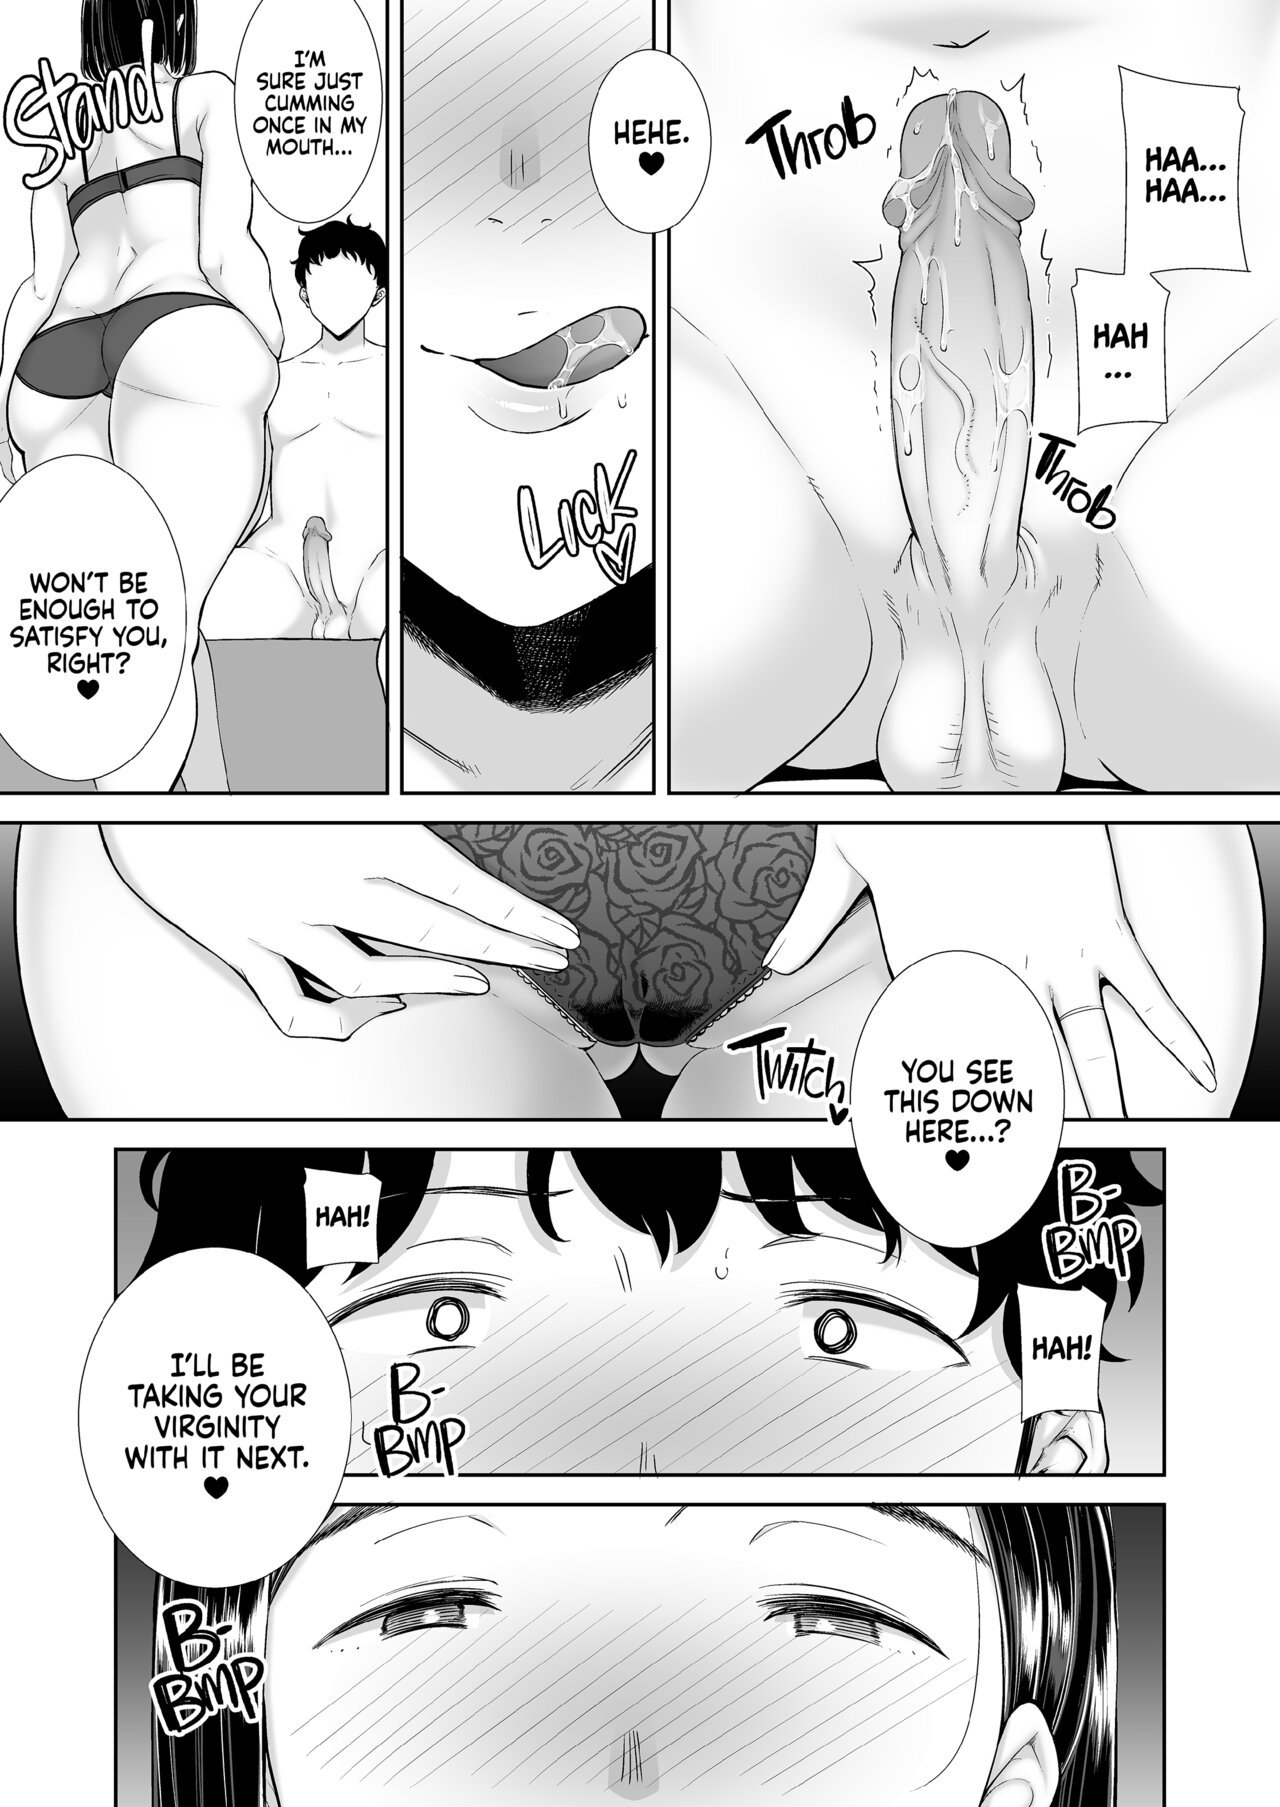 HAA...
HAA...
HAH
...
Throb
Throb
HEHE.
♥
LICK
Stand
I'M
SURE JUST
CUMMING
ONCE IN MY
MOUTH...
WON'T BE
ENOUGH TO
SATISFY YOU,
RIGHT?
♥
YOU SEE
THIS DOWN
HERE...?
♥
TWitCh
B-
BMP
HAH!
HAH!
B-
BMP
I'LL BE
TAKING YOUR
VIRGINITY
WITH IT NEXT.
♥
B-
BMP